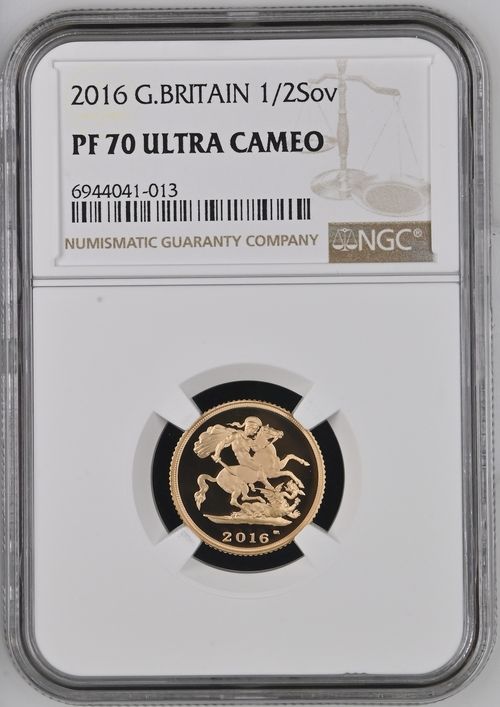 2016 G.BRITAIN 1/2Sov
PF 70 ULTRA CAMEO
6944041-013
NUMISMATIC GUARANTY COMPANY
NGC®
2016